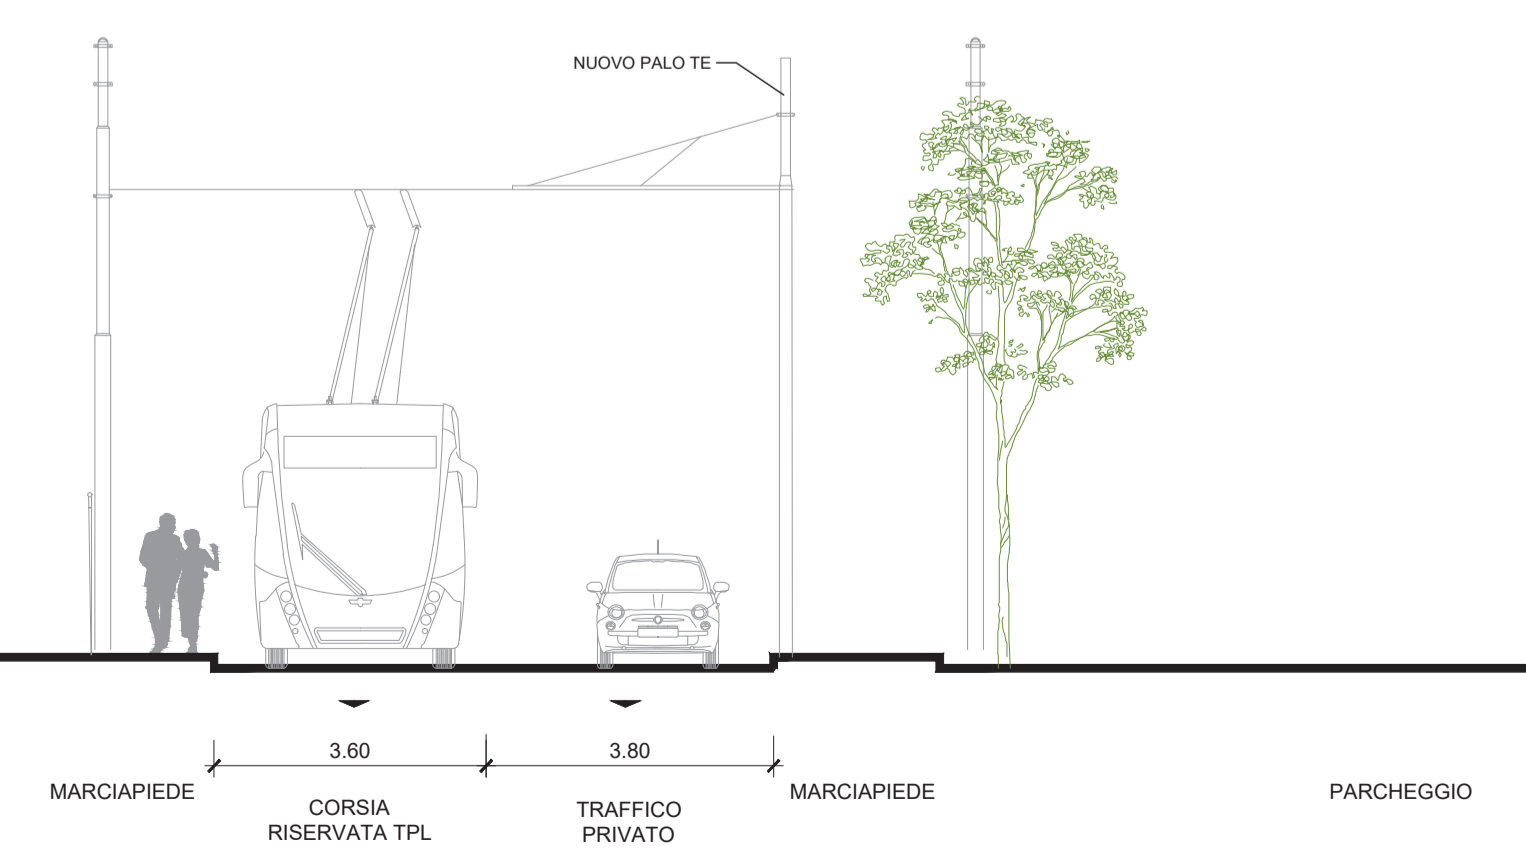 NUOVO PALO TE
3.60
3.80
MARCIAPIEDE
CORSIA
RISERVATA TPL
TRAFFICO
PRIVATO
MARCIAPIEDE
PARCHEGGIO